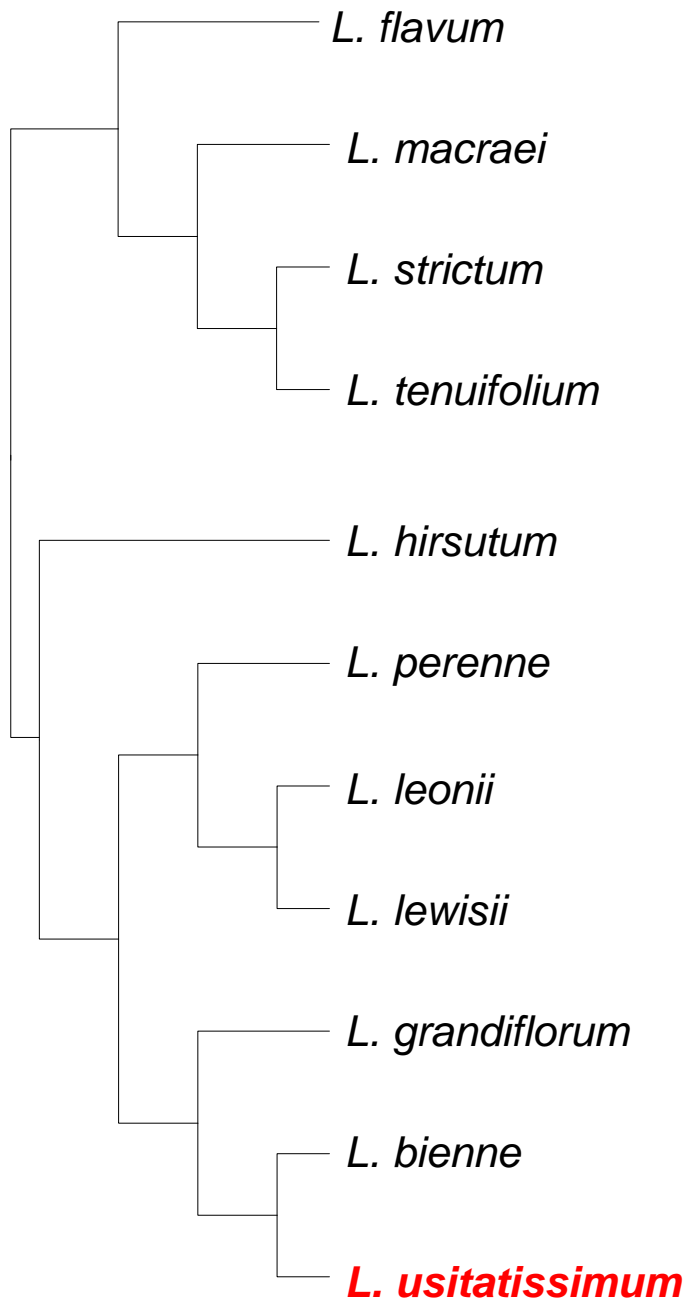 L. flavum
L. macraei
L. strictum
L. tenuifolium
L. hirsutum
L. perenne
L. leonii
L. lewisii
L. grandiflorum
L. bienne
L. usitatissimum